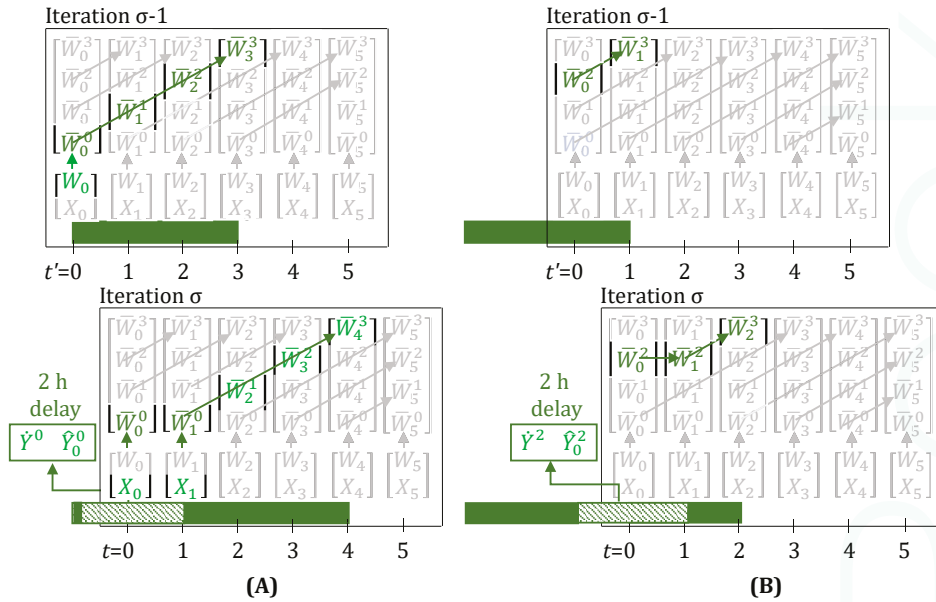 Iteration σ-1
W̅₀³ W̅₁³ W̅₂³ W̅₃³ W̅₄³ W̅₅³
W̅₀² W̅₁² W̅₂² W̅₃² W̅₄² W̅₅²
W̅₀¹ W̅₁¹ W̅₂¹ W̅₃¹ W̅₄¹ W̅₅¹
W̅₀⁰ W̅₁⁰ W̅₂⁰ W̅₃⁰ W̅₄⁰ W̅₅⁰
W₀ W₁ W₂ W₃ W₄ W₅
X₀ X₁ X₂ X₃ X₄ X₅
t'=0 1 2 3 4 5
Iteration σ
W̅₀³ W̅₁³ W̅₂³ W̅₃³ W̅₄³ W̅₅³
W̅₀² W̅₁² W̅₂² W̅₃² W̅₄² W̅₅²
W̅₀¹ W̅₁¹ W̅₂¹ W̅₃¹ W̅₄¹ W̅₅¹
W̅₀⁰ W̅₁⁰ W̅₂⁰ W̅₃⁰ W̅₄⁰ W̅₅⁰
2 h
delay
Ẏ⁰ Ŷ₀⁰
W₀ W₁ W₂ W₃ W₄ W₅
X₀ X₁ X₂ X₃ X₄ X₅
t=0 1 2 3 4 5
(A)
Iteration σ-1
W̅₀³ W̅₁³ W̅₂³ W̅₃³ W̅₄³ W̅₅³
W̅₀² W̅₁² W̅₂² W̅₃² W̅₄² W̅₅²
W̅₀¹ W̅₁¹ W̅₂¹ W̅₃¹ W̅₄¹ W̅₅¹
W̅₀⁰ W̅₁⁰ W̅₂⁰ W̅₃⁰ W̅₄⁰ W̅₅⁰
W₀ W₁ W₂ W₃ W₄ W₅
X₀ X₁ X₂ X₃ X₄ X₅
t'=0 1 2 3 4 5
Iteration σ
W̅₀³ W̅₁³ W̅₂³ W̅₃³ W̅₄³ W̅₅³
W̅₀² W̅₁² W̅₂² W̅₃² W̅₄² W̅₅²
W̅₀¹ W̅₁¹ W̅₂¹ W̅₃¹ W̅₄¹ W̅₅¹
W̅₀⁰ W̅₁⁰ W̅₂⁰ W̅₃⁰ W̅₄⁰ W̅₅⁰
2 h
delay
Ẏ² Ŷ₀²
W₀ W₁ W₂ W₃ W₄ W₅
X₀ X₁ X₂ X₃ X₄ X₅
t=0 1 2 3 4 5
(B)